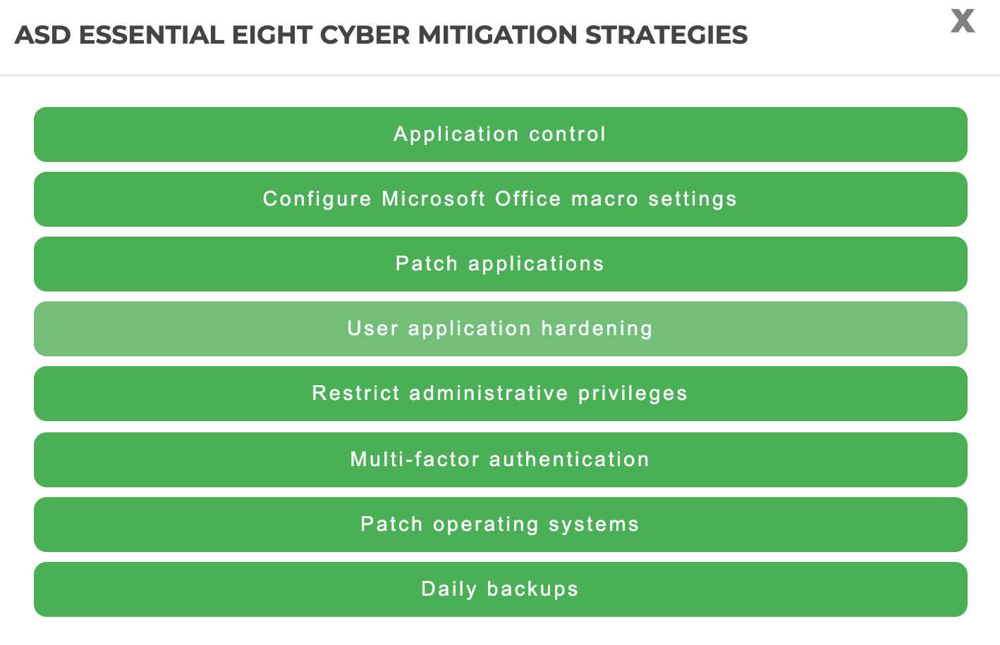 ASD ESSENTIAL EIGHT CYBER MITIGATION STRATEGIES
X
Application control
Configure Microsoft Office macro settings
Patch applications
User application hardening
Restrict administrative privileges
Multi-factor authentication
Patch operating systems
Daily backups